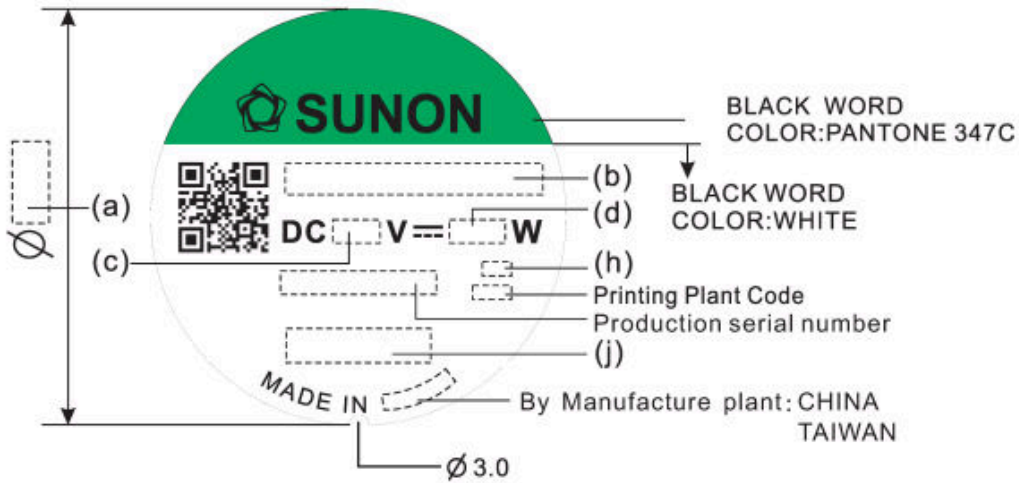 SUNON
BLACK WORD
COLOR:PANTONE 347C
(b)
BLACK WORD
COLOR:WHITE
(a)
DC V W
(d)
Ø
(c)
(h)
Printing Plant Code
Production serial number
(j)
MADE IN
By Manufacture plant: CHINA
TAIWAN
Ø 3.0